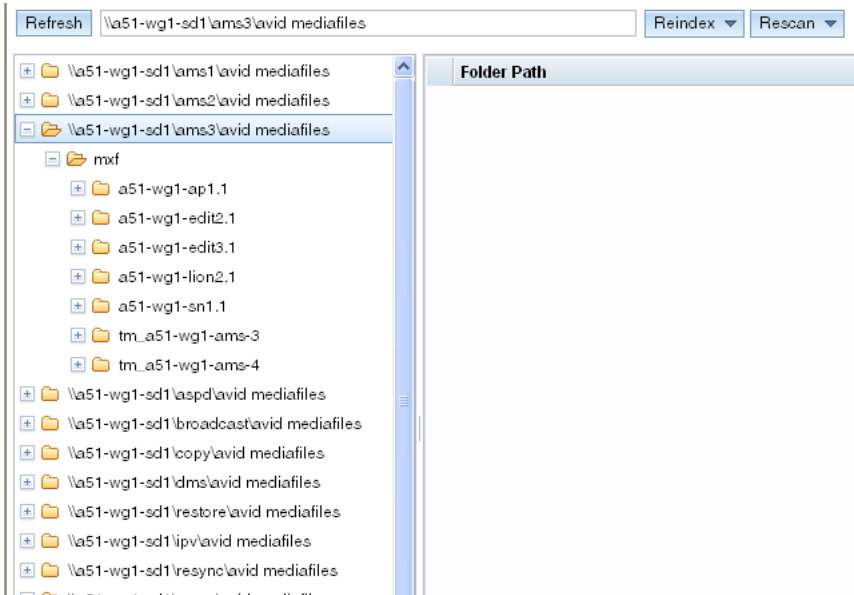 Refresh \\a51-wg1-sd1\ams3\avid mediafiles Reindex Rescan
\\a51-wg1-sd1\ams1\avid mediafiles
\\a51-wg1-sd1\ams2\avid mediafiles
\\a51-wg1-sd1\ams3\avid mediafiles
mxf
a51-wg1-ap1.1
a51-wg1-edit2.1
a51-wg1-edit3.1
a51-wg1-lion2.1
a51-wg1-sn1.1
tm_a51-wg1-ams-3
tm_a51-wg1-ams-4
\\a51-wg1-sd1\aspd\avid mediafiles
\\a51-wg1-sd1\broadcast\avid mediafiles
\\a51-wg1-sd1\copy\avid mediafiles
\\a51-wg1-sd1\dms\avid mediafiles
\\a51-wg1-sd1\restore\avid mediafiles
\\a51-wg1-sd1\ipv\avid mediafiles
\\a51-wg1-sd1\resync\avid mediafiles
Folder Path